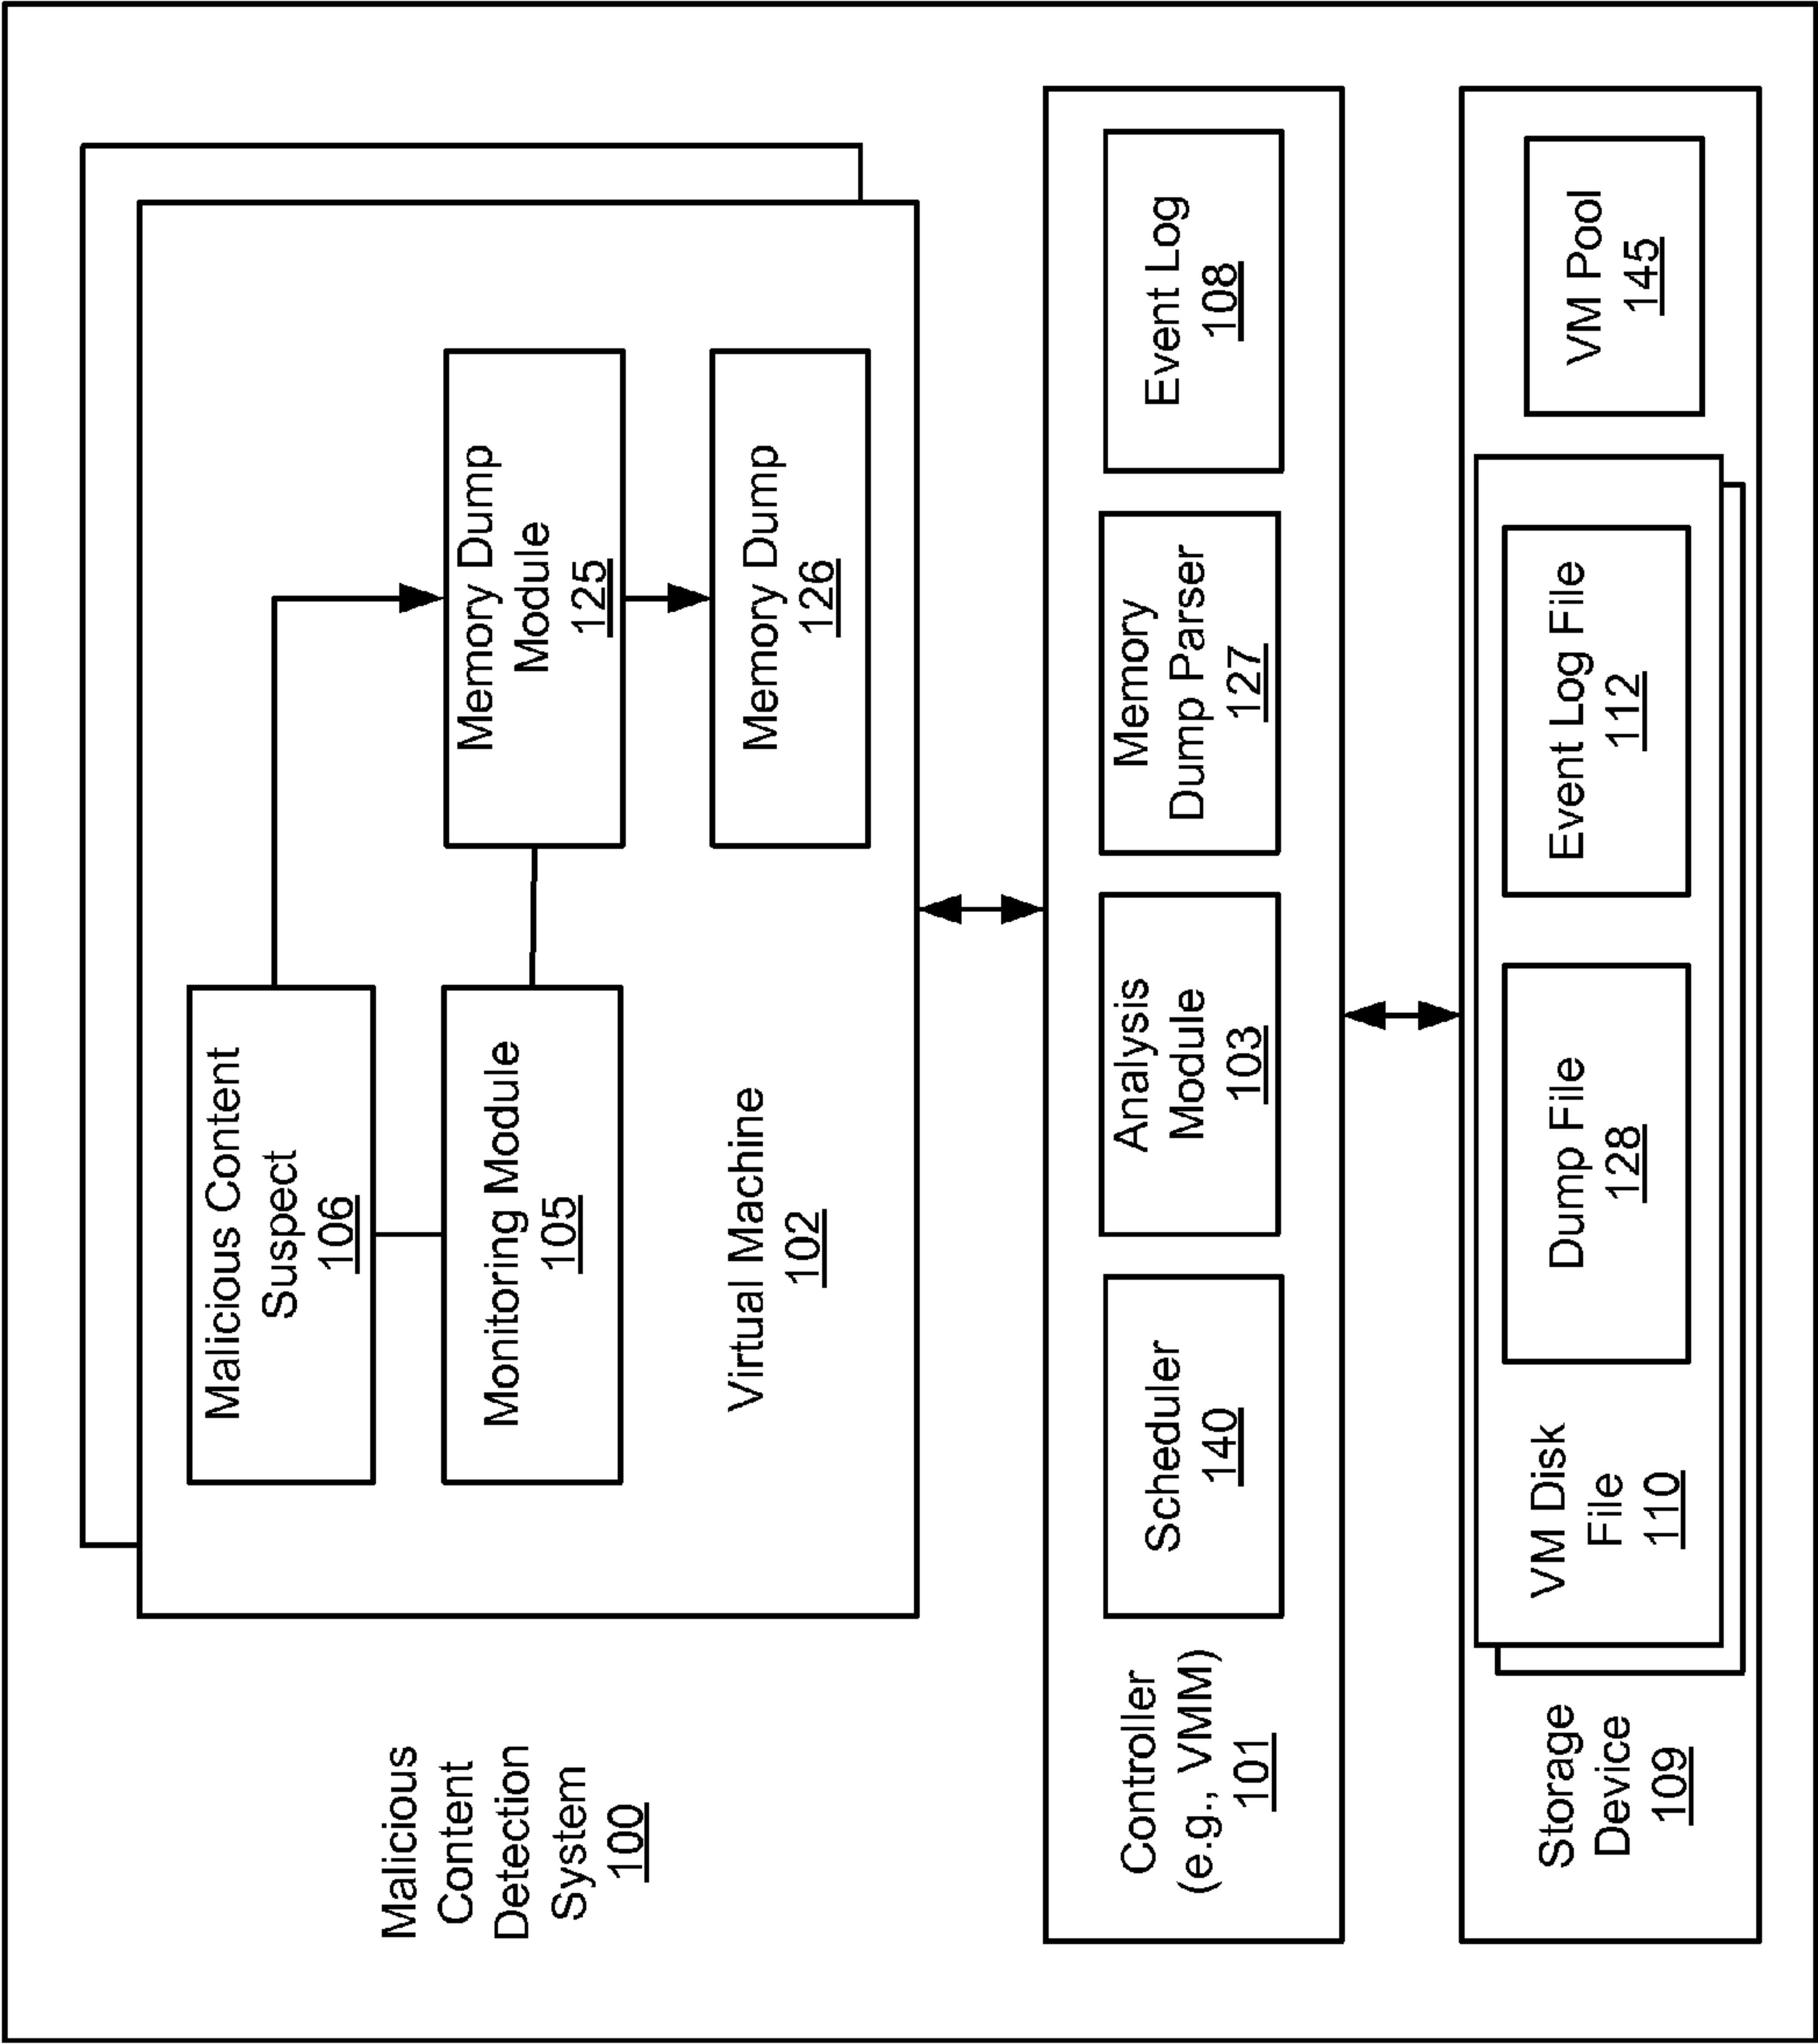 Malicious
Content
Detection
System
100
Malicious Content
Suspect
106
Monitoring Module
105
Memory Dump
Module
125
Memory Dump
126
Virtual Machine
102
Controller
(e.g., VMM)
101
Scheduler
140
Analysis
Module
103
Memory
Dump Parser
127
Event Log
108
Storage
Device
109
VM Disk
File
110
Dump File
128
Event Log File
112
VM Pool
145